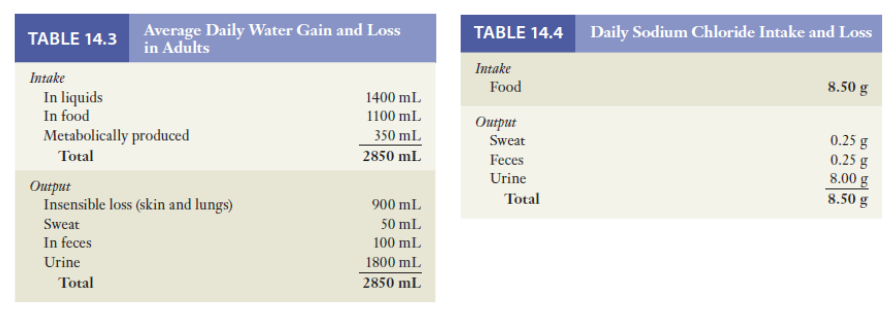 TABLE 14.3
Average Daily Water Gain and Loss
in Adults
Intake
In liquids 1400 mL
In food 1100 mL
Metabolically produced 350 mL
Total 2850 mL
Output
Insensible loss (skin and lungs) 900 mL
Sweat 50 mL
In feces 100 mL
Urine 1800 mL
Total 2850 mL
TABLE 14.4 Daily Sodium Chloride Intake and Loss
Intake
Food 8.50 g
Output
Sweat 0.25 g
Feces 0.25 g
Urine 8.00 g
Total 8.50 g